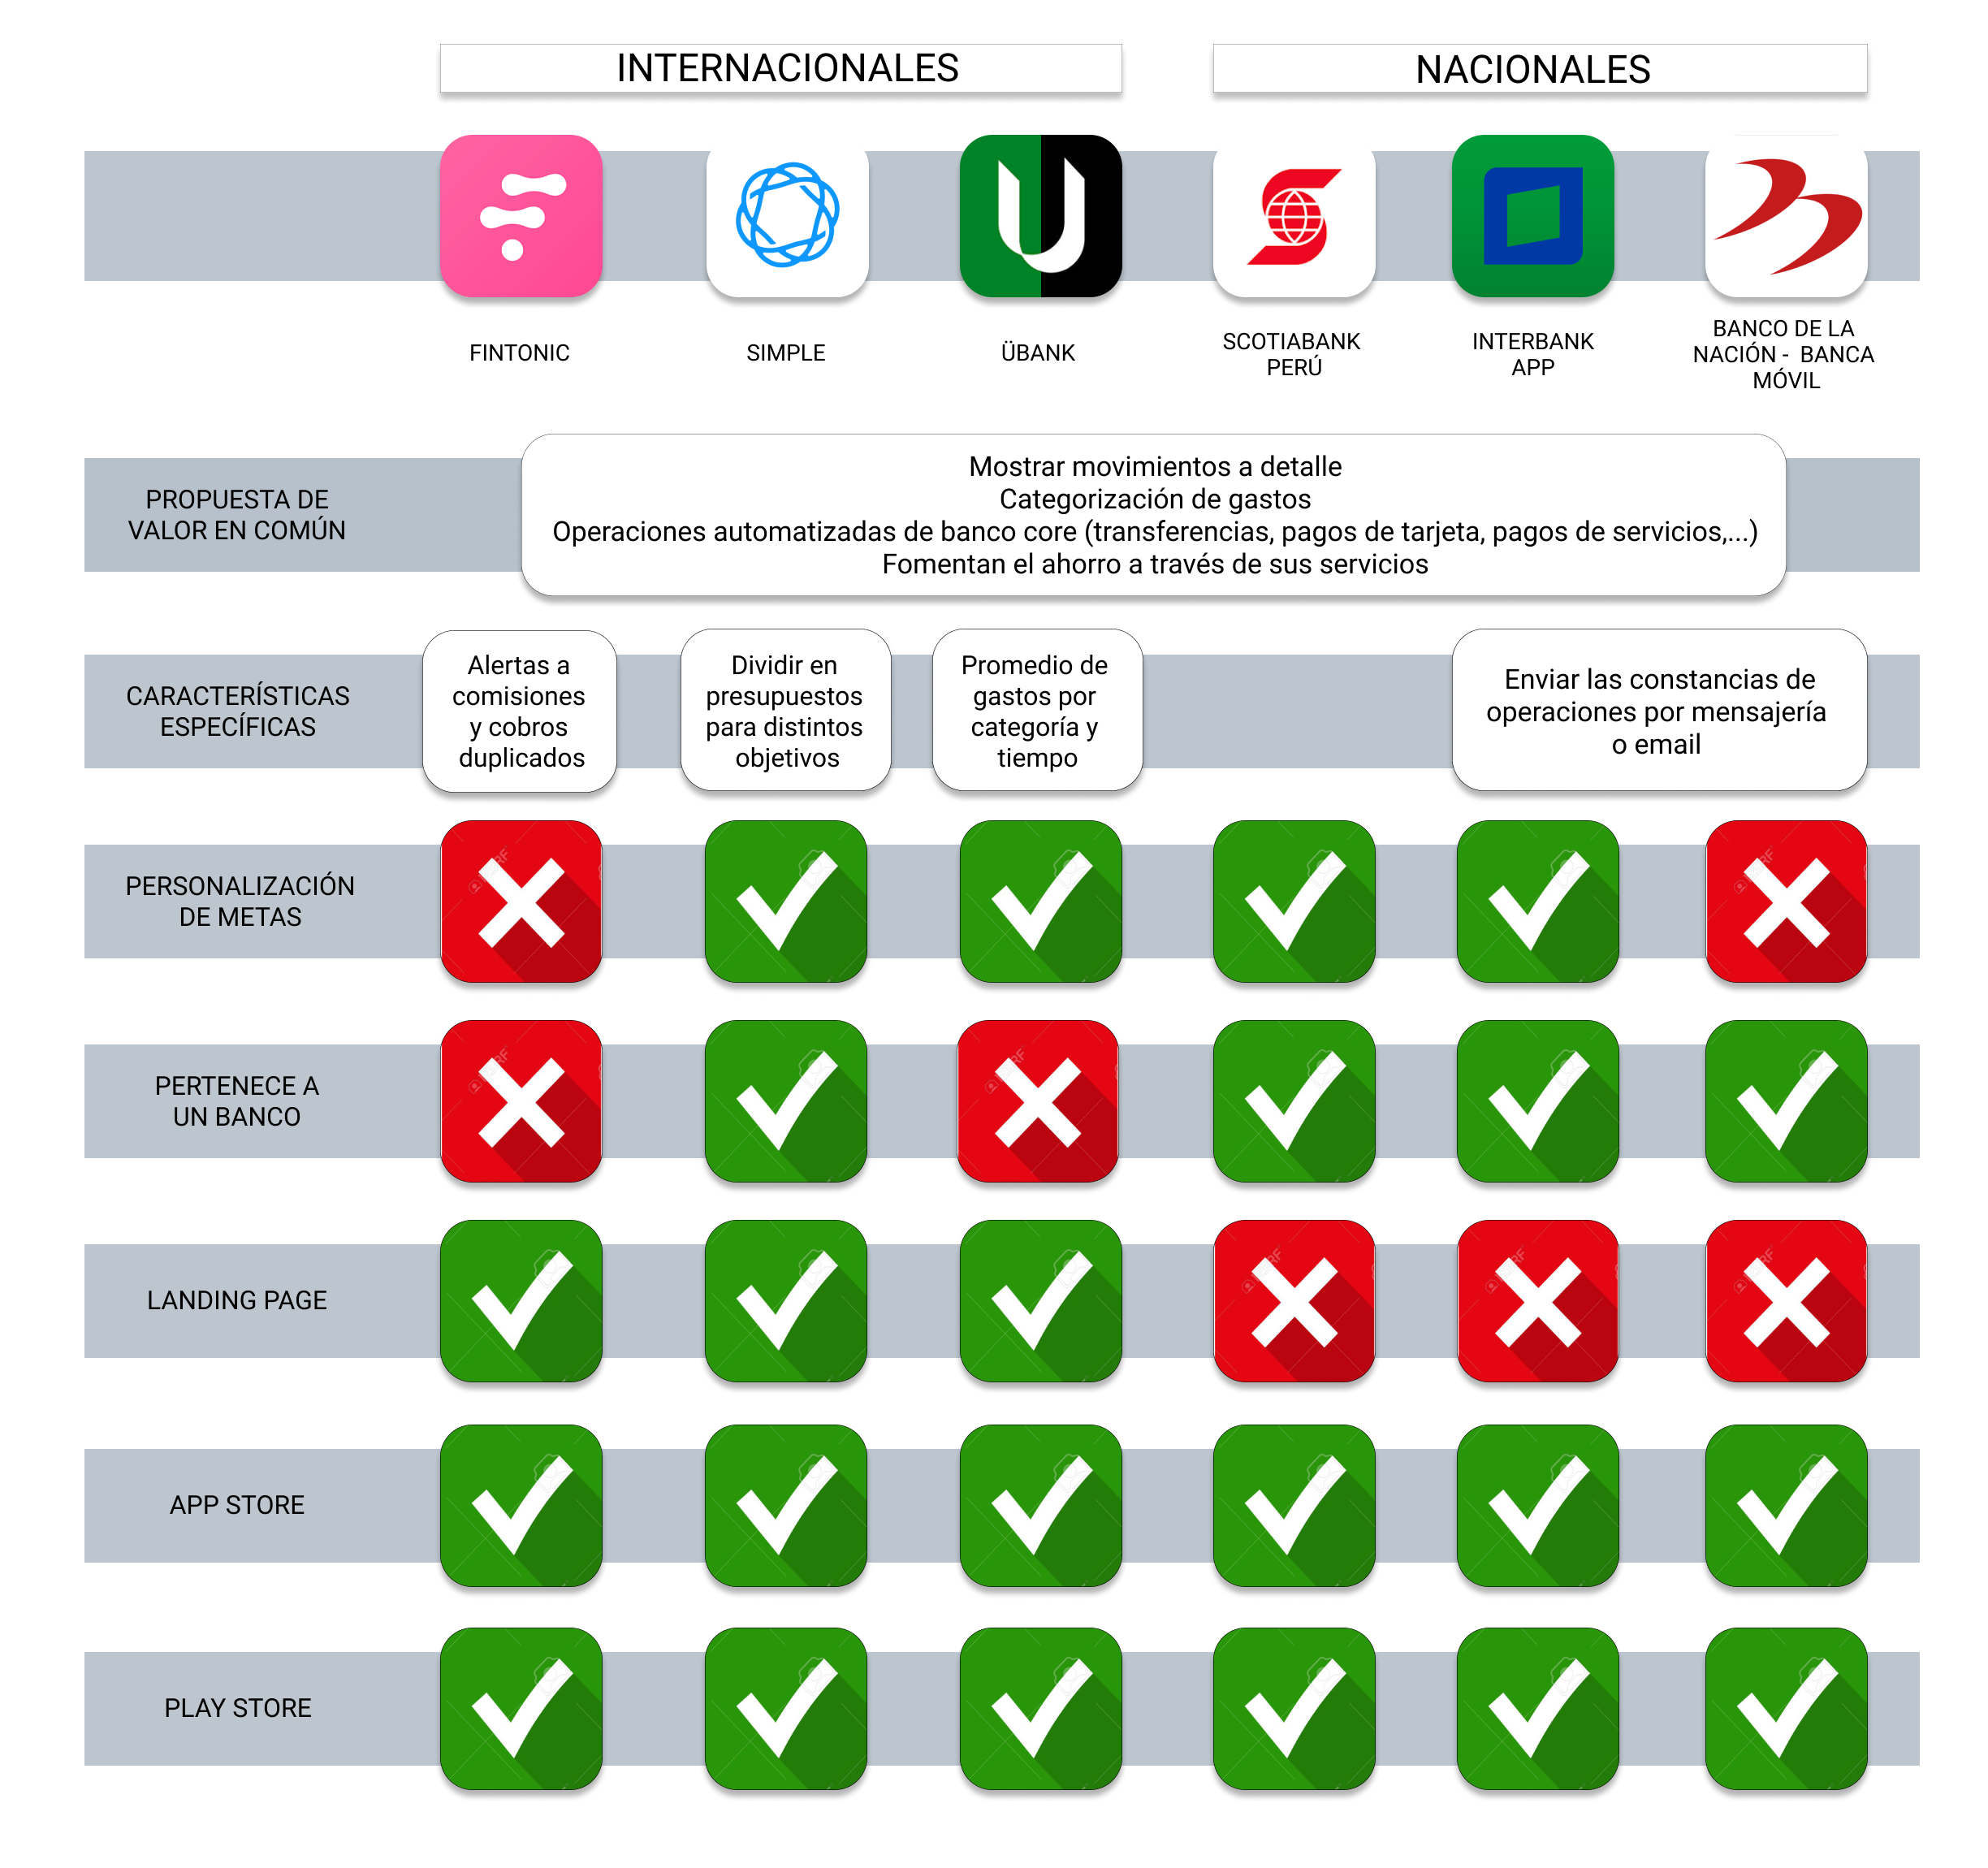 INTERNACIONALES
NACIONALES
FINTONIC
SIMPLE
ÜBANK
SCOTIABANK
PERÚ
INTERBANK
APP
BANCO DE LA
NACIÓN - BANCA
MÓVIL
PROPUESTA DE
VALOR EN COMÚN
Mostrar movimientos a detalle
Categorización de gastos
Operaciones automatizadas de banco core (transferencias, pagos de tarjeta, pagos de servicios,...)
Fomentan el ahorro a través de sus servicios
CARACTERÍSTICAS
ESPECÍFICAS
Alertas a
comisiones
y cobros
duplicados
Dividir en
presupuestos
para distintos
objetivos
Promedio de
gastos por
categoría y
tiempo
Enviar las constancias de
operaciones por mensajería
o email
PERSONALIZACIÓN
DE METAS
PERTENECE A
UN BANCO
LANDING PAGE
APP STORE
PLAY STORE